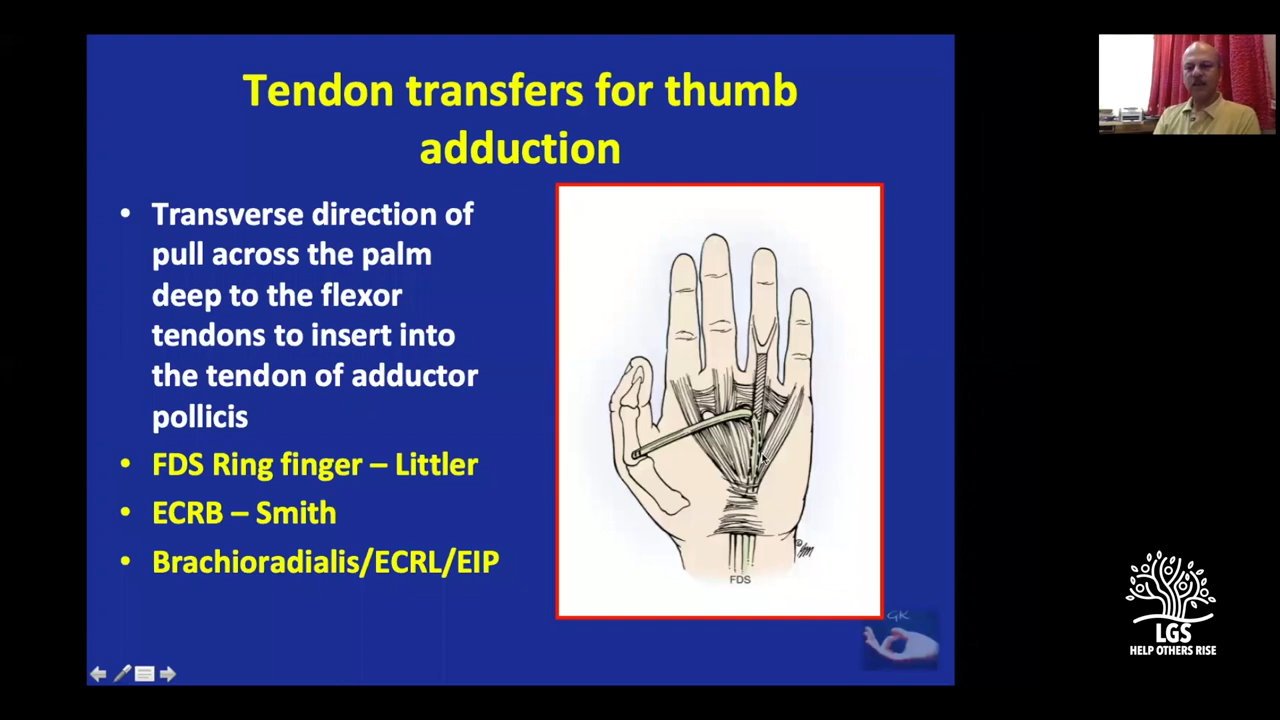 Tendon transfers for thumb
adduction
• Transverse direction of
pull across the palm
deep to the flexor
tendons to insert into
the tendon of adductor
pollicis
• FDS Ring finger – Littler
• ECRB – Smith
• Brachioradialis/ECRL/EIP
FDS
GK
LGS
HELP OTHERS RISE